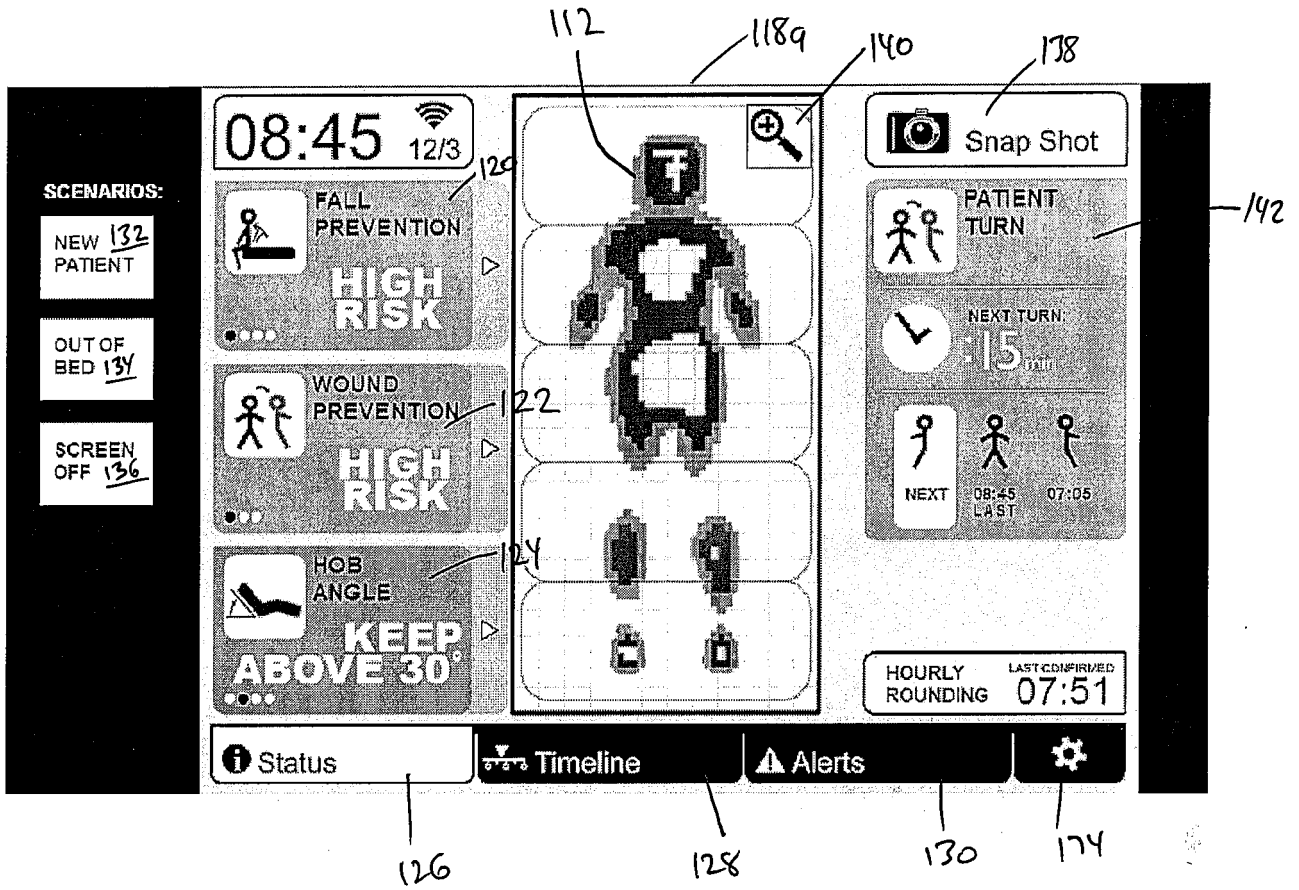 112
118a
140
138
08:45
12/3
120
Snap Shot
SCENARIOS:
NEW 132
PATIENT
OUT OF
BED 134
SCREEN
OFF 136
FALL
PREVENTION
HIGH
RISK
WOUND
PREVENTION
122
HIGH
RISK
HOB
ANGLE
124
KEEP
ABOVE 30°
PATIENT
TURN
142
NEXT TURN:
:15 min
NEXT
08:45
LAST
07:05
HOURLY
ROUNDING
LAST CONFIRMED
07:51
Status
Timeline
Alerts
126
128
130
174